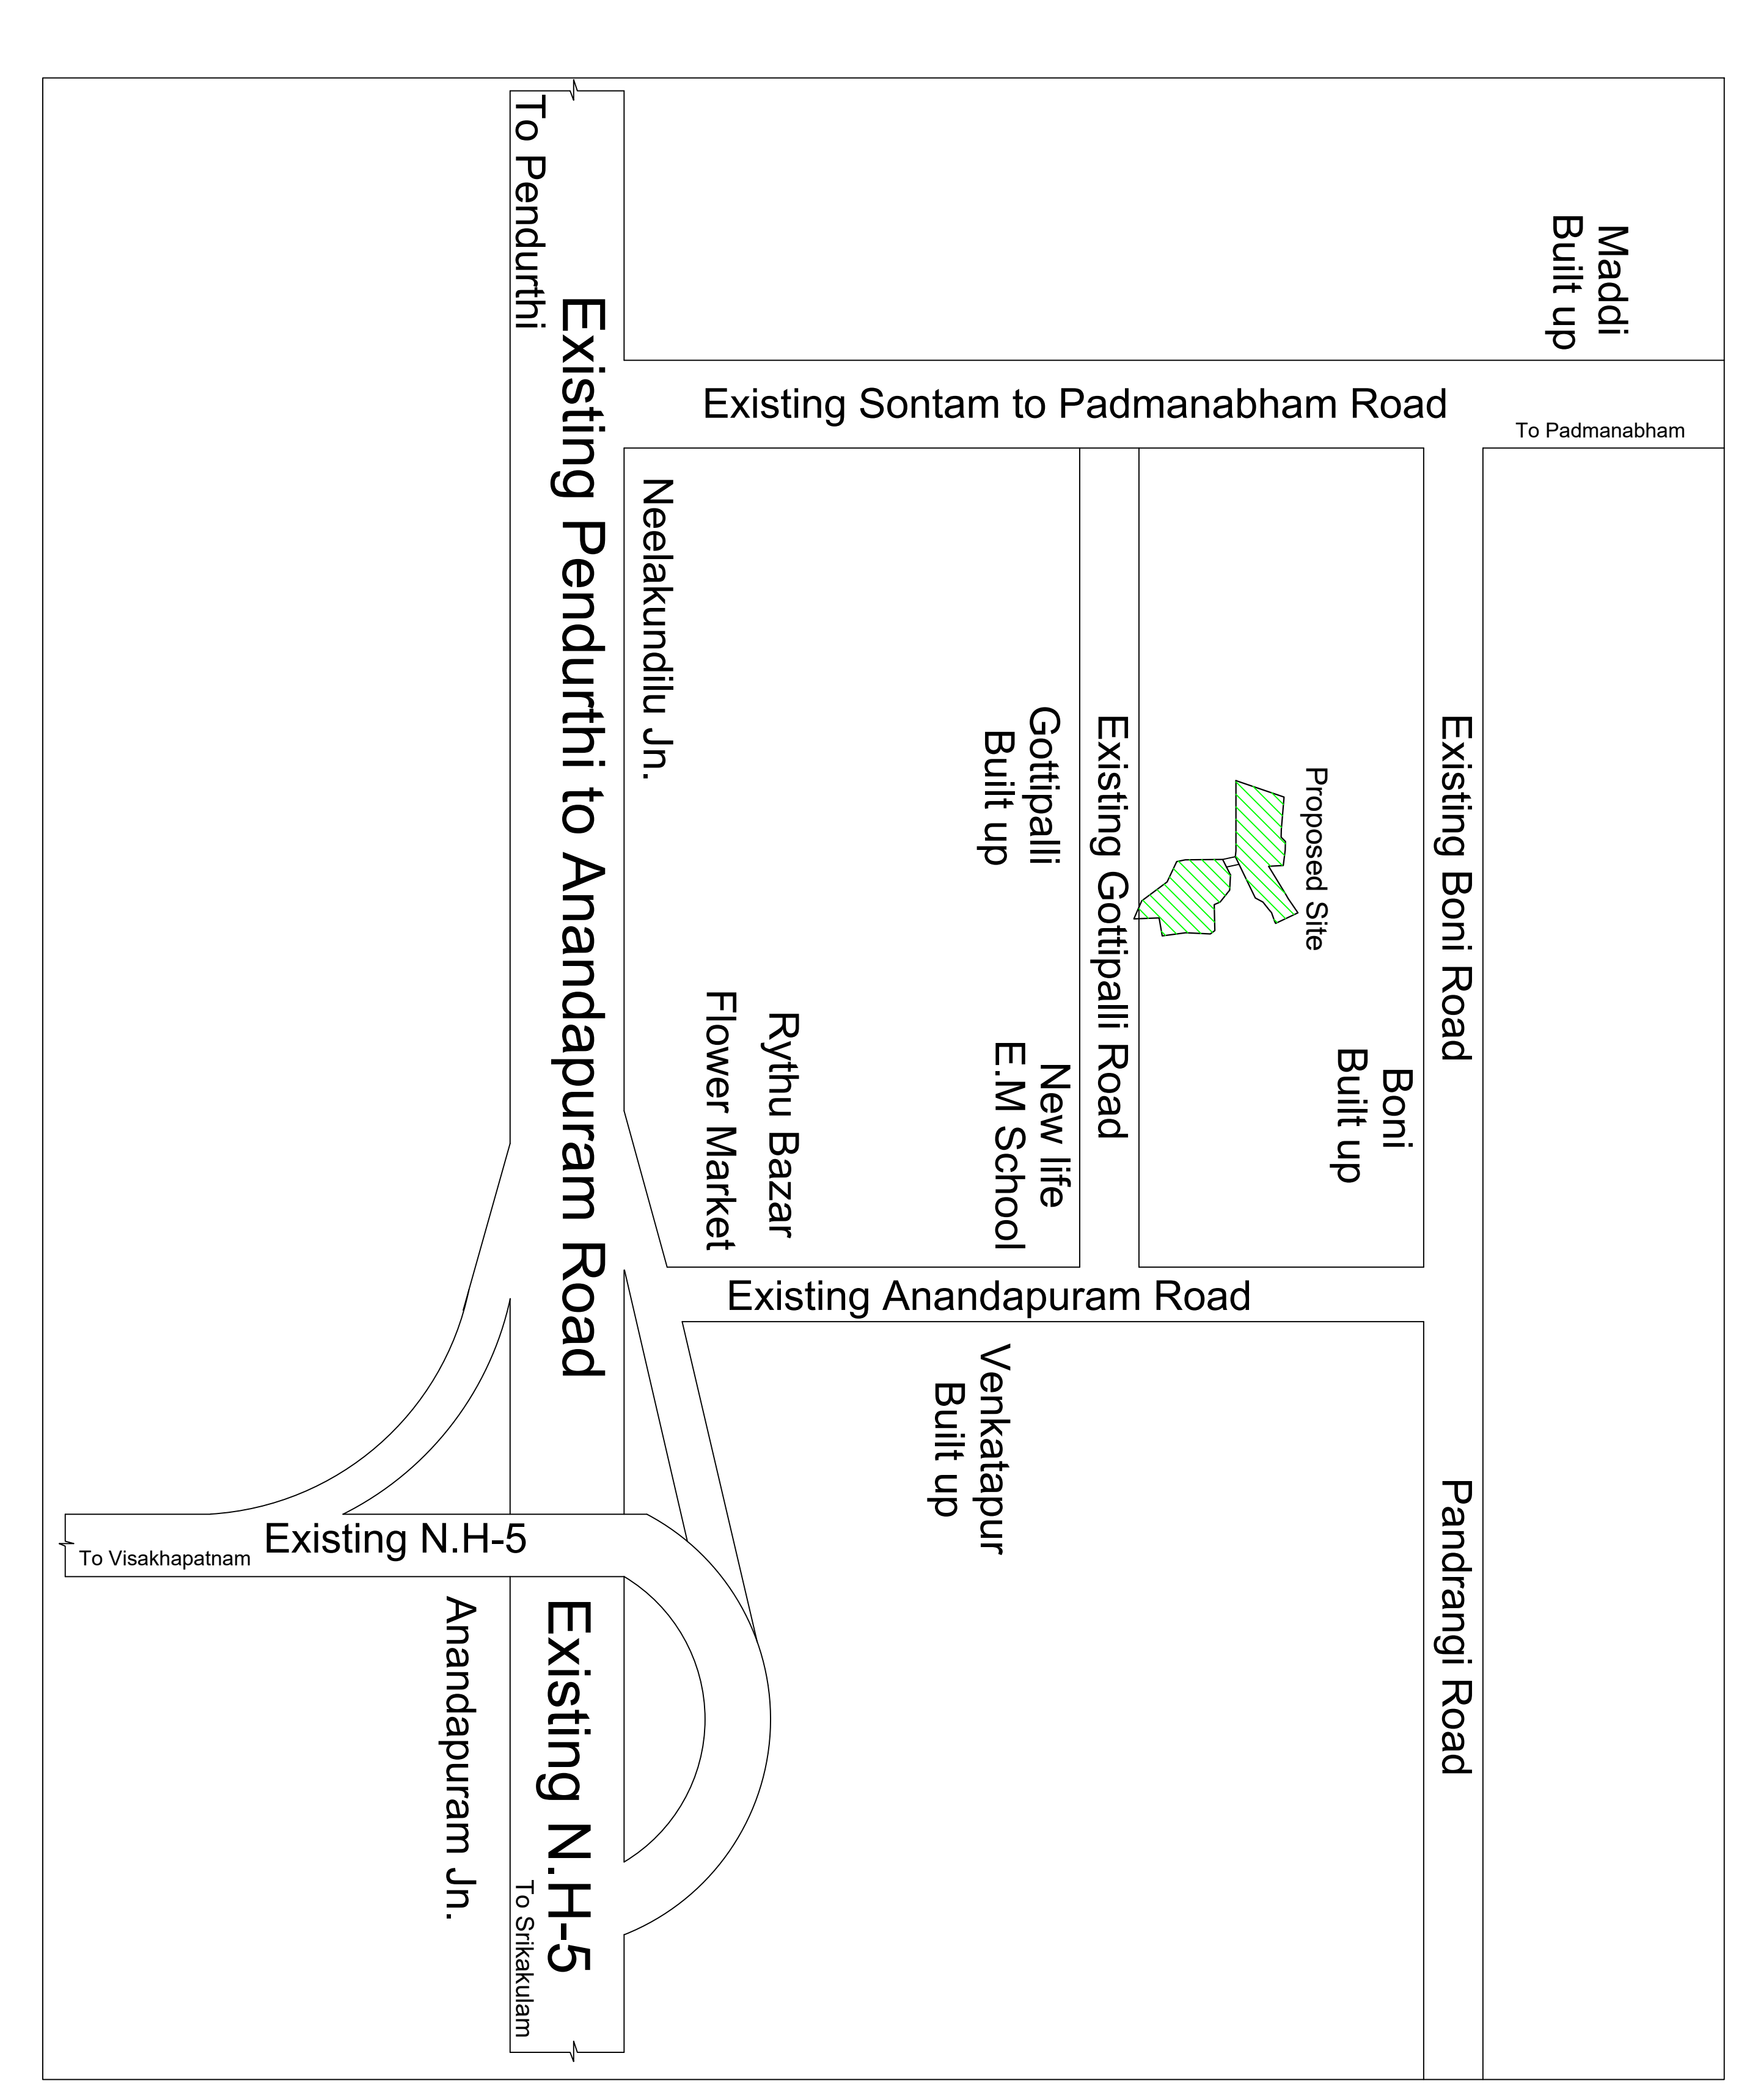 Maddi
Built up
To Pendurthi
Existing Pendurthi to Anandapuram Road
Existing Sontam to Padmanabham Road
To Padmanabham
Neelakundilu Jn.
Gottipalli
Built up
Existing Gottipalli Road
Proposed Site
Existing Boni Road
Rythu Bazar
Flower Market
New life
E.M School
Boni
Built up
Existing Anandapuram Road
Venkatapur
Built up
Pandrangi Road
Existing N.H-5
To Visakhapatnam
Anandapuram Jn.
Existing N.H-5
To Srikakulam